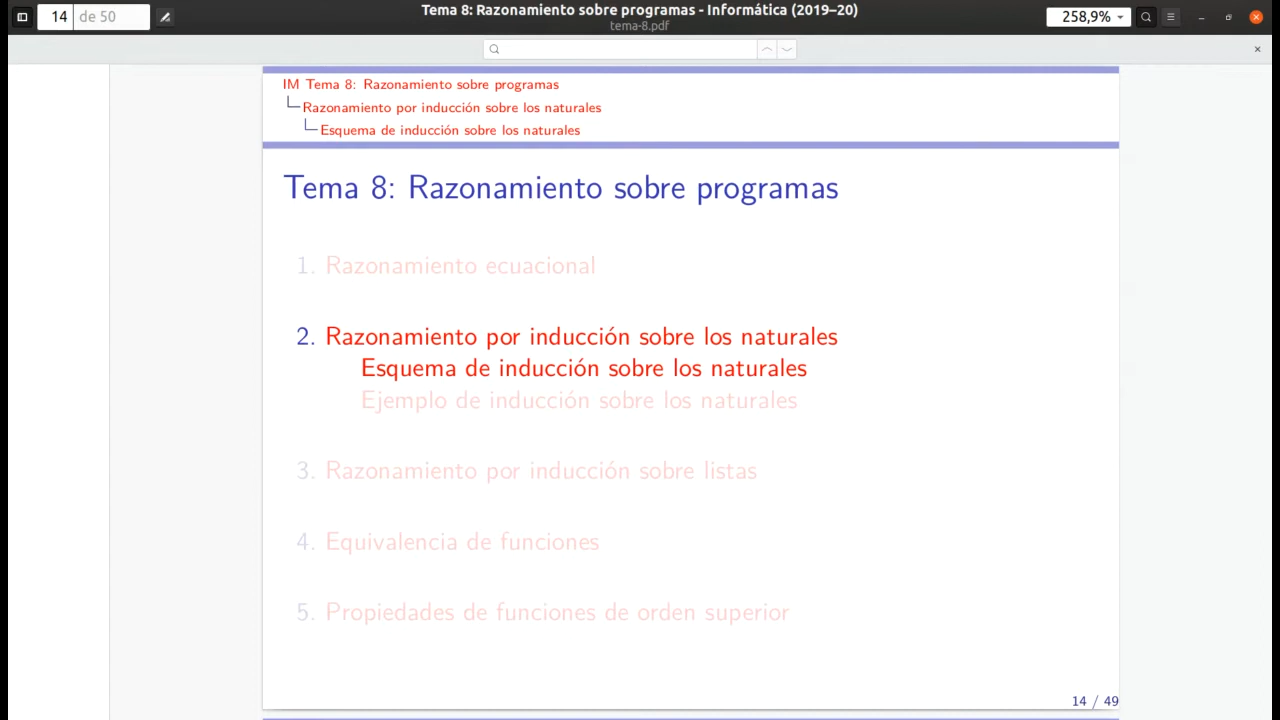 14 de 50
Tema 8: Razonamiento sobre programas - Informática (2019–20)
tema-8.pdf
258,9%
IM Tema 8: Razonamiento sobre programas
Razonamiento por inducción sobre los naturales
Esquema de inducción sobre los naturales
Tema 8: Razonamiento sobre programas
1. Razonamiento ecuacional
2. Razonamiento por inducción sobre los naturales
Esquema de inducción sobre los naturales
Ejemplo de inducción sobre los naturales
3. Razonamiento por inducción sobre listas
4. Equivalencia de funciones
5. Propiedades de funciones de orden superior
14 / 49